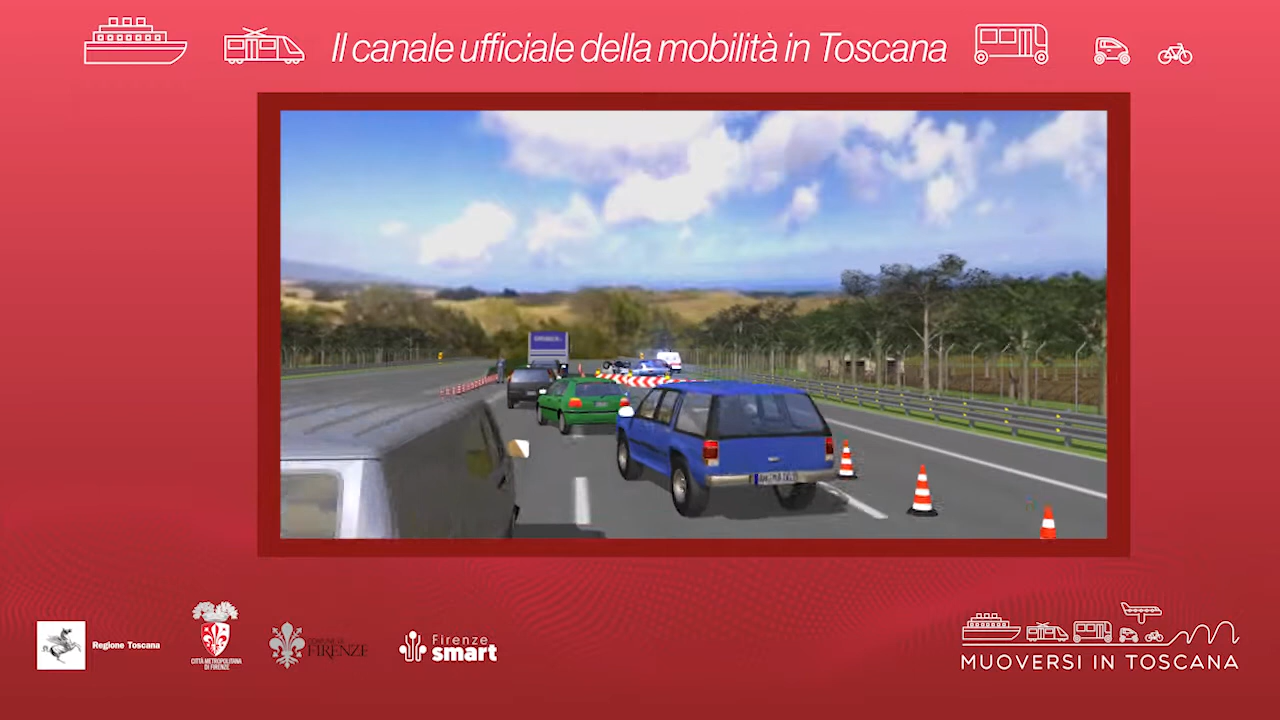 Il canale ufficiale della mobilità in Toscana
Regione Toscana
CITTÀ METROPOLITANA
DI FIRENZE
COMUNE DI
FIRENZE
Firenze
smart
MUOVERSI IN TOSCANA